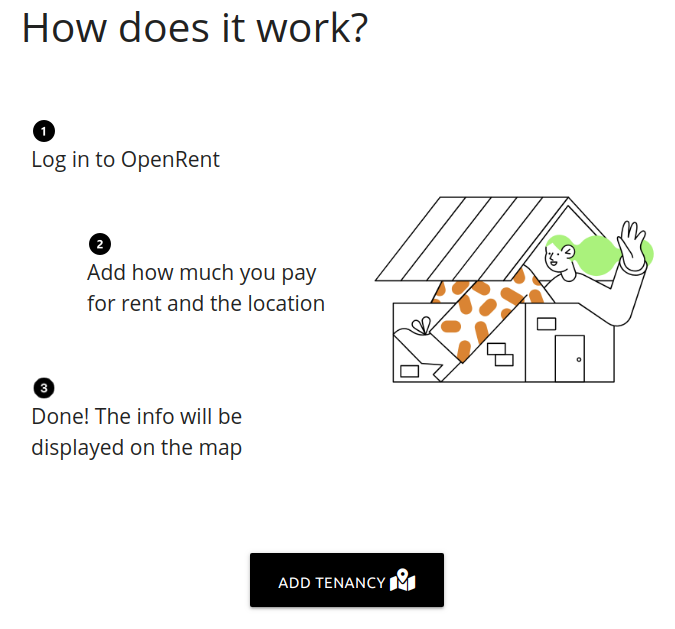 How does it work?
1
Log in to OpenRent
2
Add how much you pay
for rent and the location
3
Done! The info will be
displayed on the map
ADD TENANCY